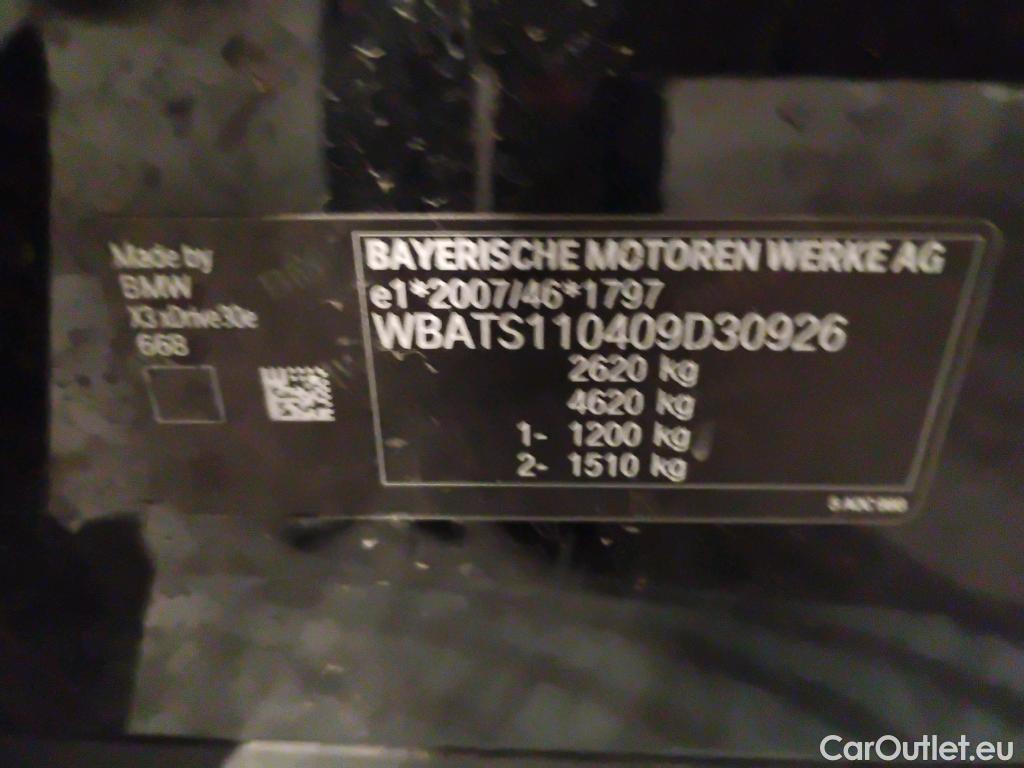 Made by
BMW
X3 xDrive30e
668
BAYERISCHE MOTOREN WERKE AG
e1*2007/46*1797
WBATS110409D30926
2620 kg
4620 kg
1- 1200 kg
2- 1510 kg
CarOutlet.eu